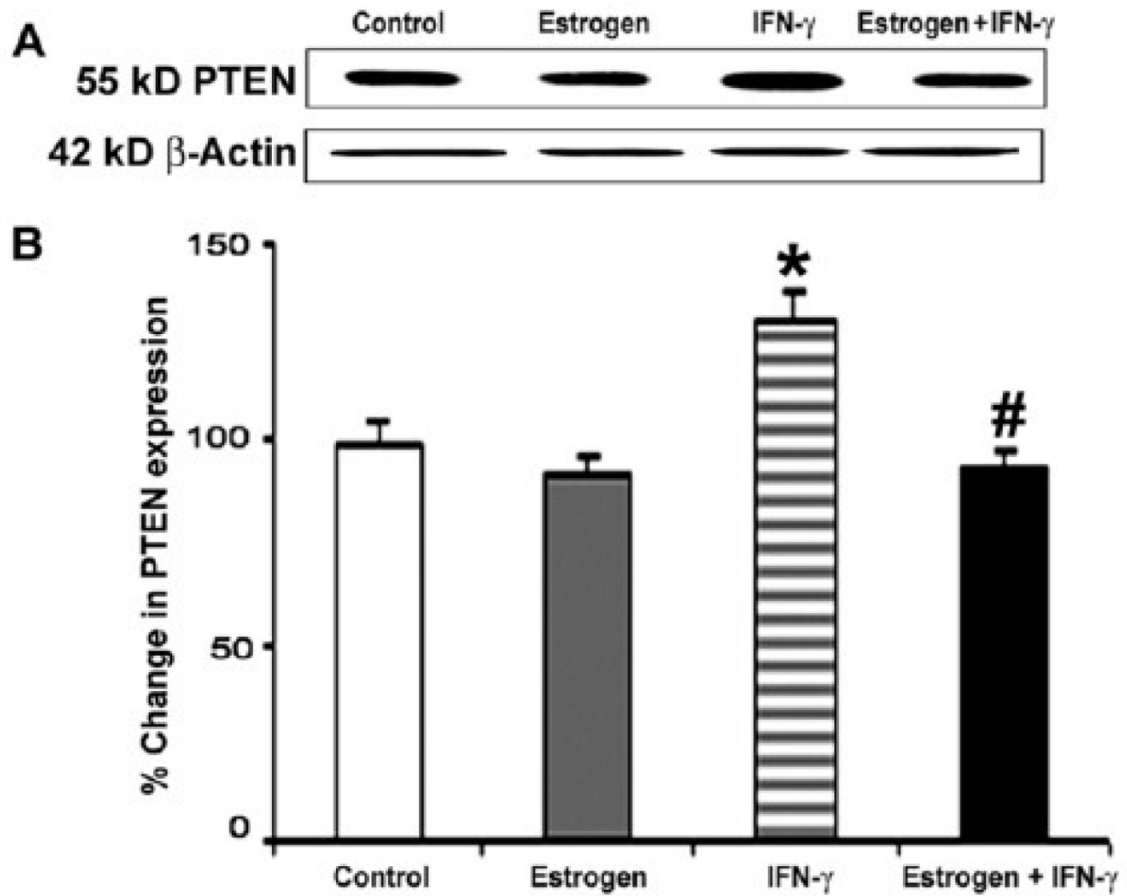 A
Control Estrogen IFN-γ Estrogen+IFN-γ
55 kD PTEN
42 kD β-Actin
B
% Change in PTEN expression
150
100
50
0
*
#
Control Estrogen IFN-γ Estrogen + IFN-γ